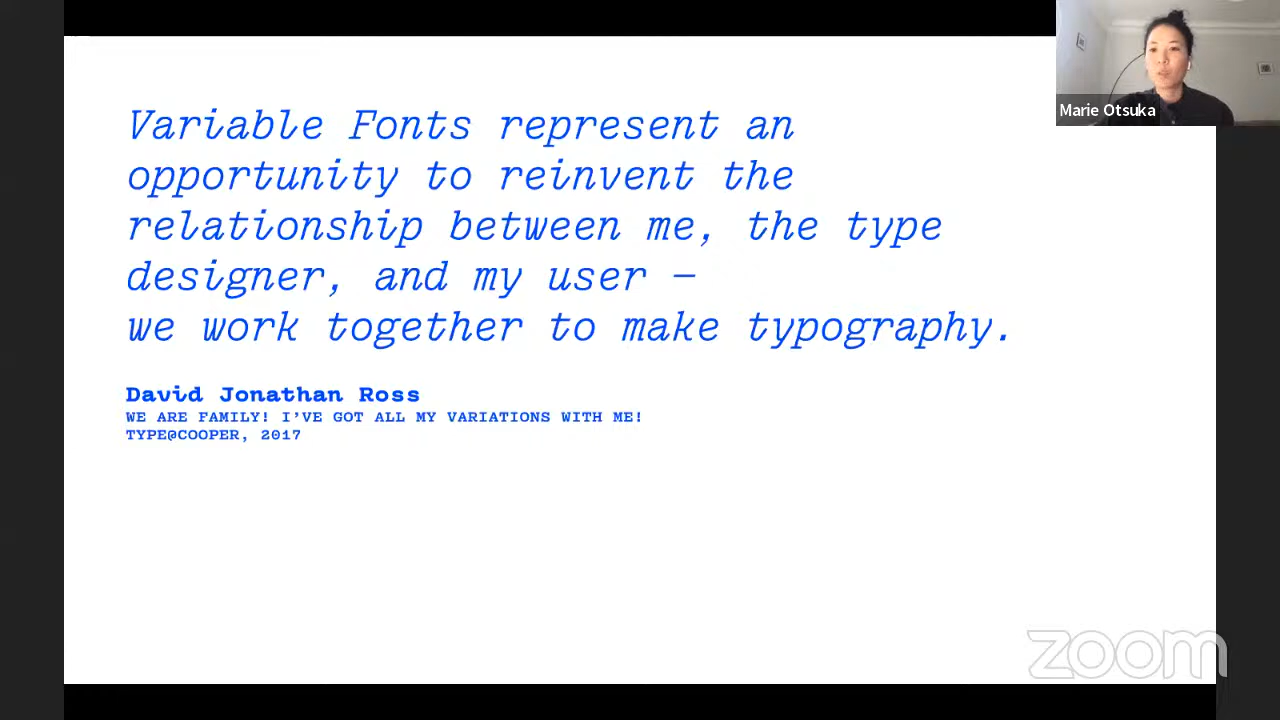 Variable Fonts represent an
opportunity to reinvent the
relationship between me, the type
designer, and my user —
we work together to make typography.
David Jonathan Ross
WE ARE FAMILY! I’VE GOT ALL MY VARIATIONS WITH ME!
TYPE@COOPER, 2017
Marie Otsuka
zoom